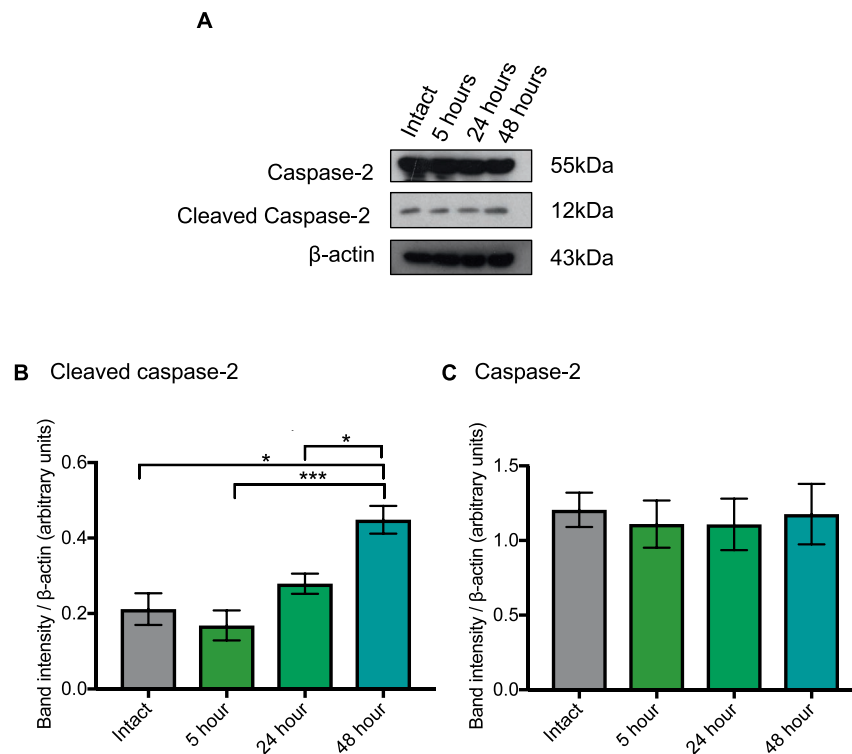 A
Intact
5 hours
24 hours
48 hours
Caspase-2
55kDa
Cleaved Caspase-2
12kDa
β-actin
43kDa
B Cleaved caspase-2
Band intensity / β-actin (arbitrary units)
0.6
0.4
0.2
0.0
*
*
***
Intact
5 hour
24 hour
48 hour
C Caspase-2
Band intensity / β-actin (arbitrary units)
1.5
1.0
0.5
0.0
Intact
5 hour
24 hour
48 hour